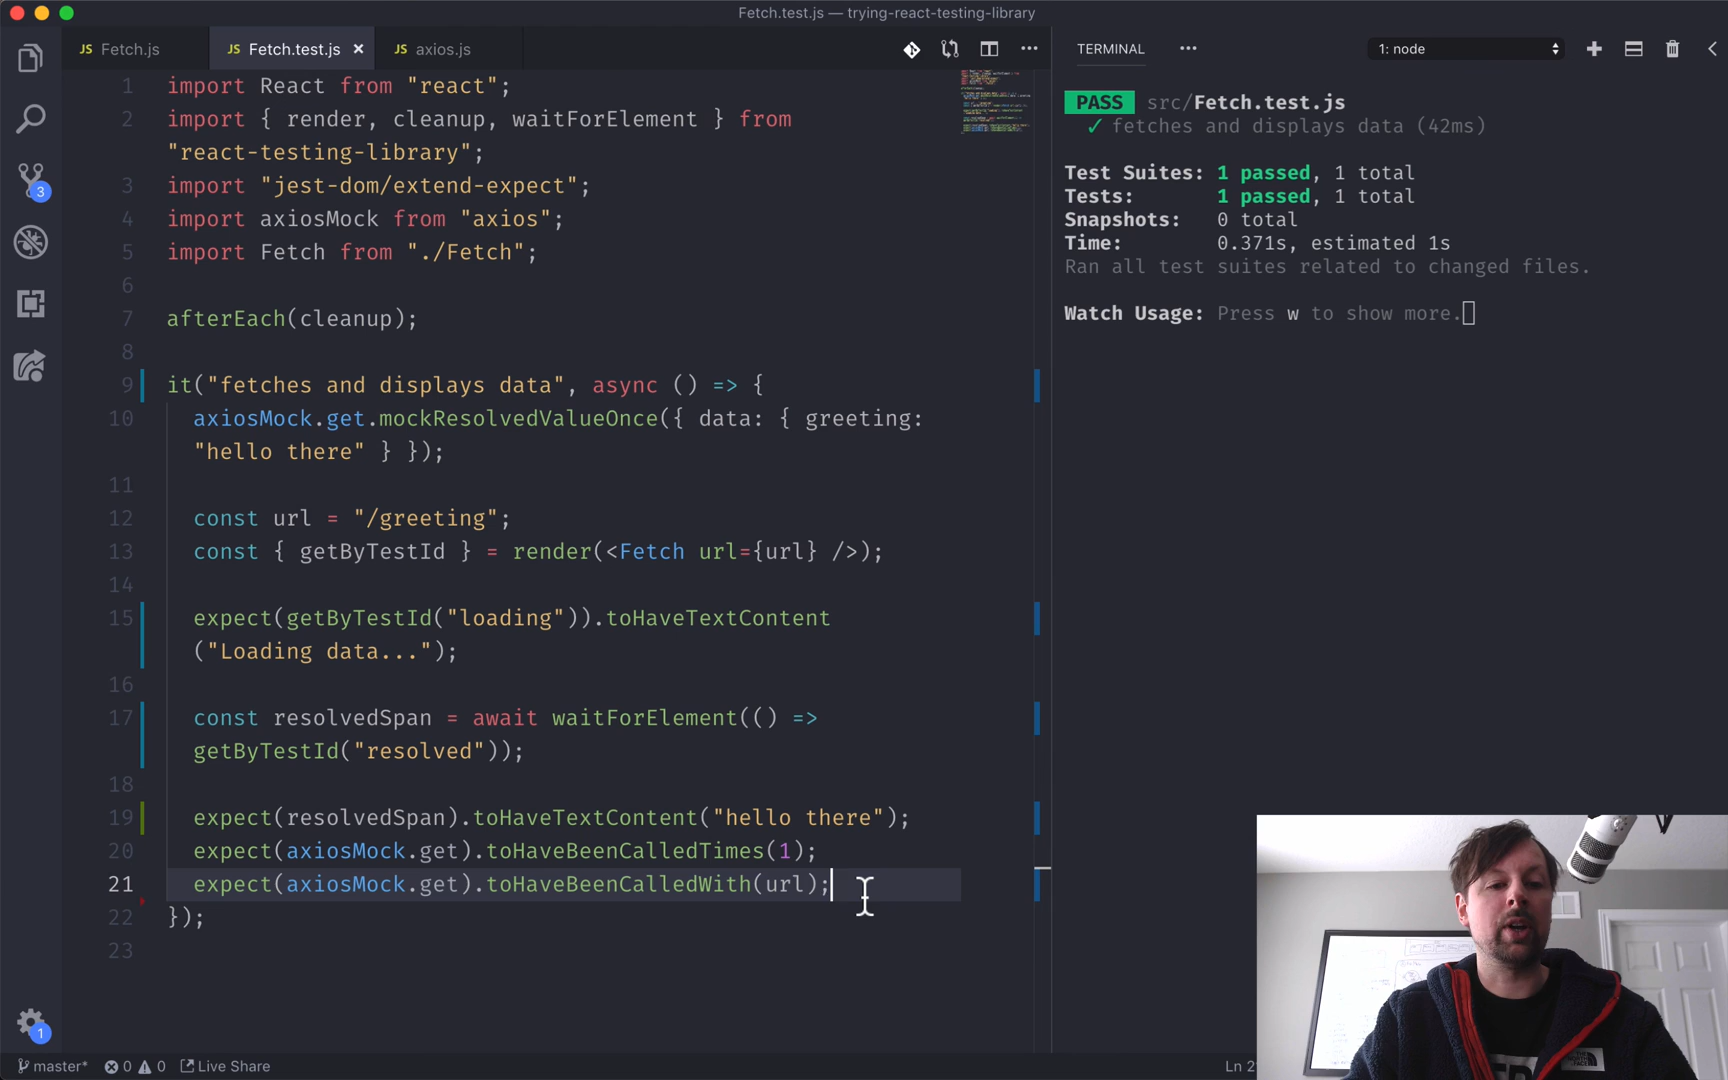 Fetch.test.js — trying-react-testing-library
JS Fetch.js
JS Fetch.test.js ×
JS axios.js
1 import React from "react";
2 import { render, cleanup, waitForElement } from
"react-testing-library";
3 import "jest-dom/extend-expect";
4 import axiosMock from "axios";
5 import Fetch from "./Fetch";
6
7 afterEach(cleanup);
8
9 it("fetches and displays data", async () => {
10 axiosMock.get.mockResolvedValueOnce({ data: { greeting:
"hello there" } });
11
12 const url = "/greeting";
13 const { getByTestId } = render(<Fetch url={url} />);
14
15 expect(getByTestId("loading")).toHaveTextContent
("Loading data...");
16
17 const resolvedSpan = await waitForElement(() =>
getByTestId("resolved"));
18
19 expect(resolvedSpan).toHaveTextContent("hello there");
20 expect(axiosMock.get).toHaveBeenCalledTimes(1);
21 expect(axiosMock.get).toHaveBeenCalledWith(url);
22 });
23
3
1
TERMINAL
1: node
PASS src/Fetch.test.js
✓ fetches and displays data (42ms)
Test Suites: 1 passed, 1 total
Tests: 1 passed, 1 total
Snapshots: 0 total
Time: 0.371s, estimated 1s
Ran all test suites related to changed files.
Watch Usage: Press w to show more.
master* 0 0 Live Share